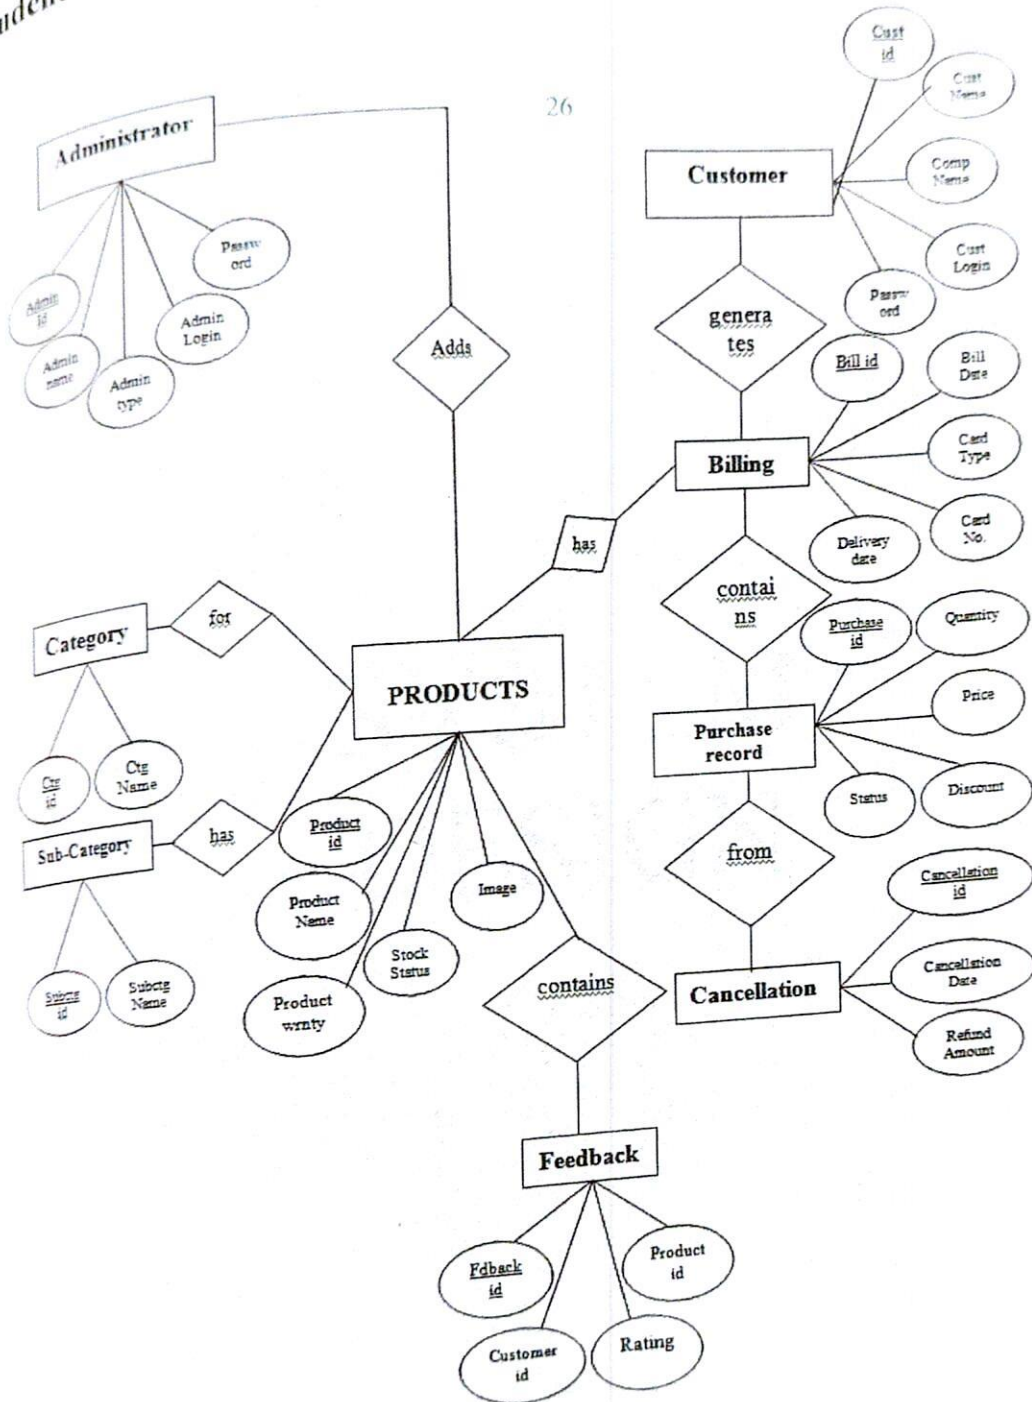 26
Administrator
Passw
ord
Admin
id
Admin
name
Admin
type
Admin
Login
Adds
Customer
Cust
id
Cust
Name
Comp
Name
Cust
Login
Passw
ord
genera
tes
Billing
Bill id
Bill
Date
Card
Type
Card
No.
Delivery
date
has
contai
ns
Category
for
Ctg
id
Ctg
Name
PRODUCTS
Sub-Category
has
Subctg
id
Subctg
Name
Product
id
Product
Name
Product
wrnty
Stock
Status
Image
Purchase
record
Purchase
id
Quantity
Price
Discount
Status
from
Cancellation
Cancellation
id
Cancellation
Date
Refund
Amount
contains
Feedback
Fdback
id
Customer
id
Rating
Product
id